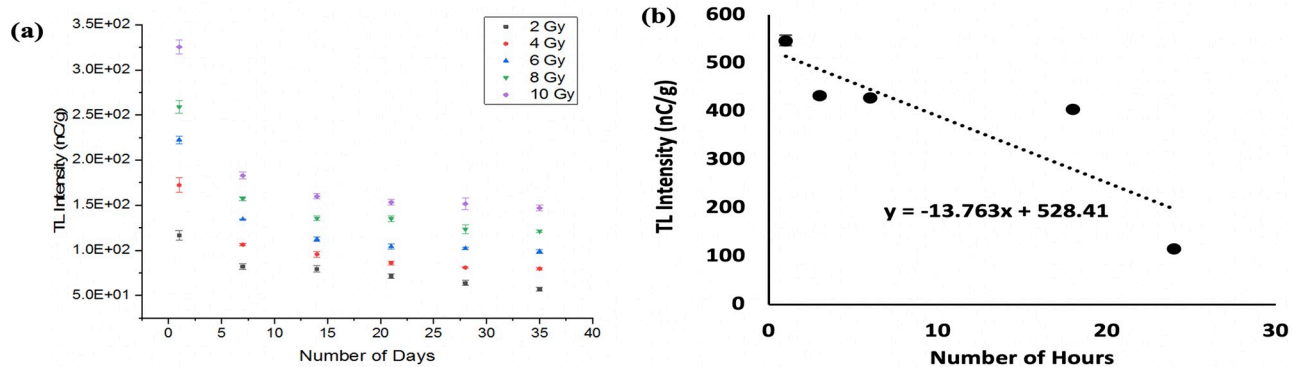 (a)
TL Intensity (nC/g)
3.5E+02
3.0E+02
2.5E+02
2.0E+02
1.5E+02
1.0E+02
5.0E+01
0 5 10 15 20 25 30 35 40
Number of Days
2 Gy
4 Gy
6 Gy
8 Gy
10 Gy
(b)
TL Intensity (nC/g)
600
500
400
300
200
100
0
0 10 20 30
Number of Hours
y = -13.763x + 528.41